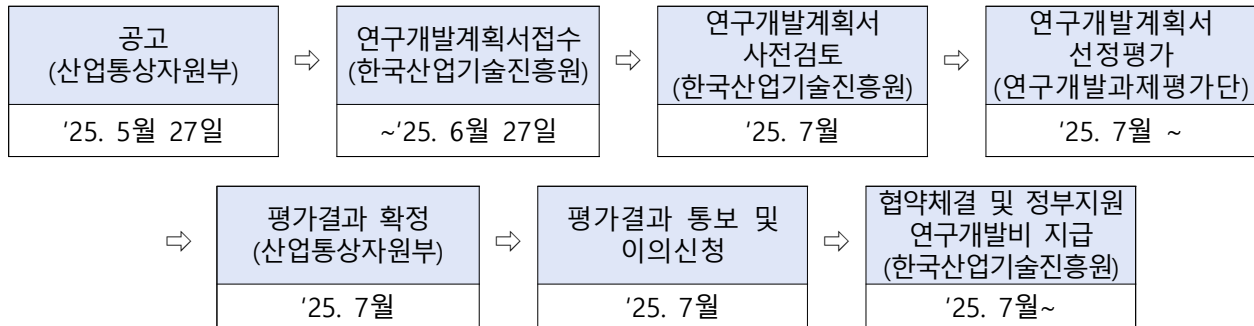 공고
(산업통상자원부)
'25. 5월 27일
⇨
연구개발계획서접수
(한국산업기술진흥원)
~'25. 6월 27일
⇨
연구개발계획서
사전검토
(한국산업기술진흥원)
'25. 7월
⇨
연구개발계획서
선정평가
(연구개발과제평가단)
'25. 7월 ~
⇨
평가결과 확정
(산업통상자원부)
'25. 7월
⇨
평가결과 통보 및
이의신청
'25. 7월
⇨
협약체결 및 정부지원
연구개발비 지급
(한국산업기술진흥원)
'25. 7월~